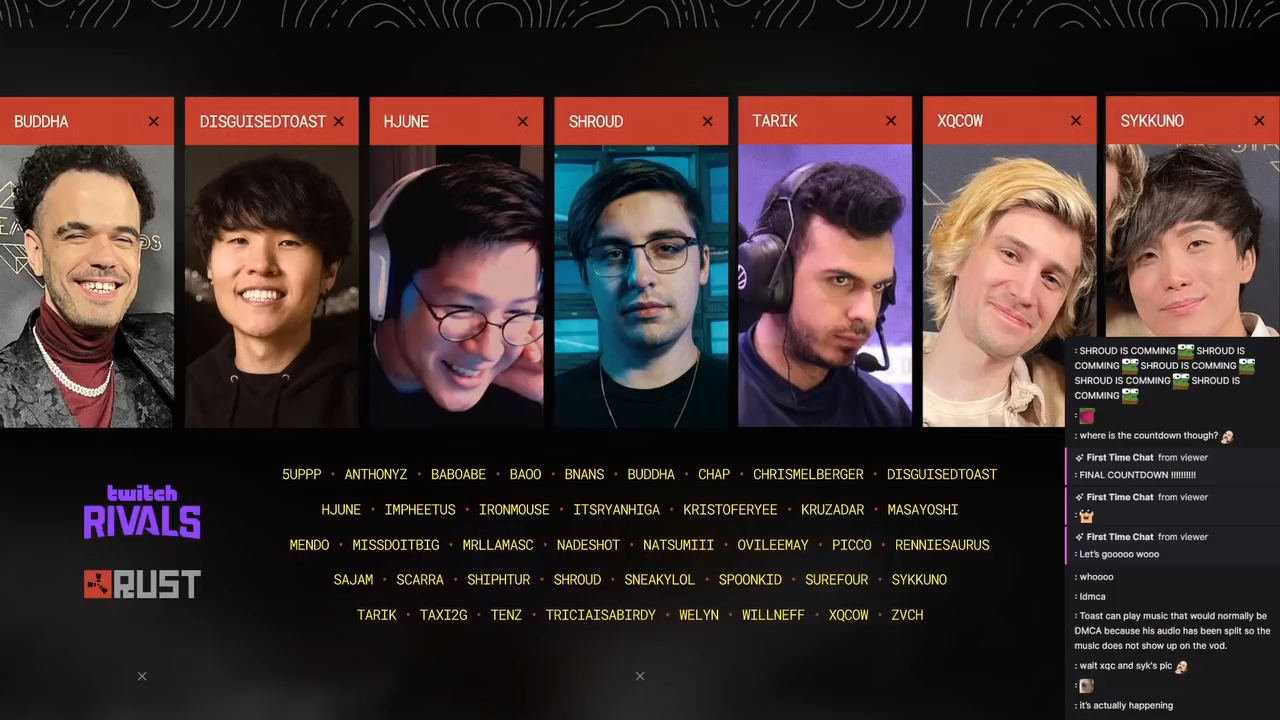 BUDDHA ×
DISGUISEDTOAST ×
HJUNE ×
SHROUD ×
TARIK ×
XQCOW ×
SYKKUNO ×
5UPPP • ANTHONYZ • BABOABE • BAOO • BNANS • BUDDHA • CHAP • CHRISMELBERGER • DISGUISEDTOAST
HJUNE • IMPHEETUS • IRONMOUSE • ITSRYANHIGA • KRISTOFERYEE • KRUZADAR • MASAYOSHI
MENDO • MISSDOITBIG • MRLLAMASC • NADESHOT • NATSUMIII • OVILEEMAY • PICCO • RENNIESAURUS
SAJAM • SCARRA • SHIPHTUR • SHROUD • SNEAKYLOL • SPOONKID • SUREFOUR • SYKKUNO
TARIK • TAXI2G • TENZ • TRICIAISABIRDY • WELYN • WILLNEFF • XQCOW • ZVCH
twitch
RIVALS
RUST
: SHROUD IS COMMING SHROUD IS
COMMING SHROUD IS COMMING
SHROUD IS COMMING SHROUD IS
COMMING
:
: where is the countdown though?
First Time Chat from viewer
: FINAL COUNTDOWN !!!!!!!!!!
First Time Chat from viewer
:
First Time Chat from viewer
: Let's gooooo wooo
: whoooo
: ldmca
: Toast can play music that would normally be
DMCA because his audio has been split so the
music does not show up on the vod.
: wait xqc and syk's pic
:
: it's actually happening